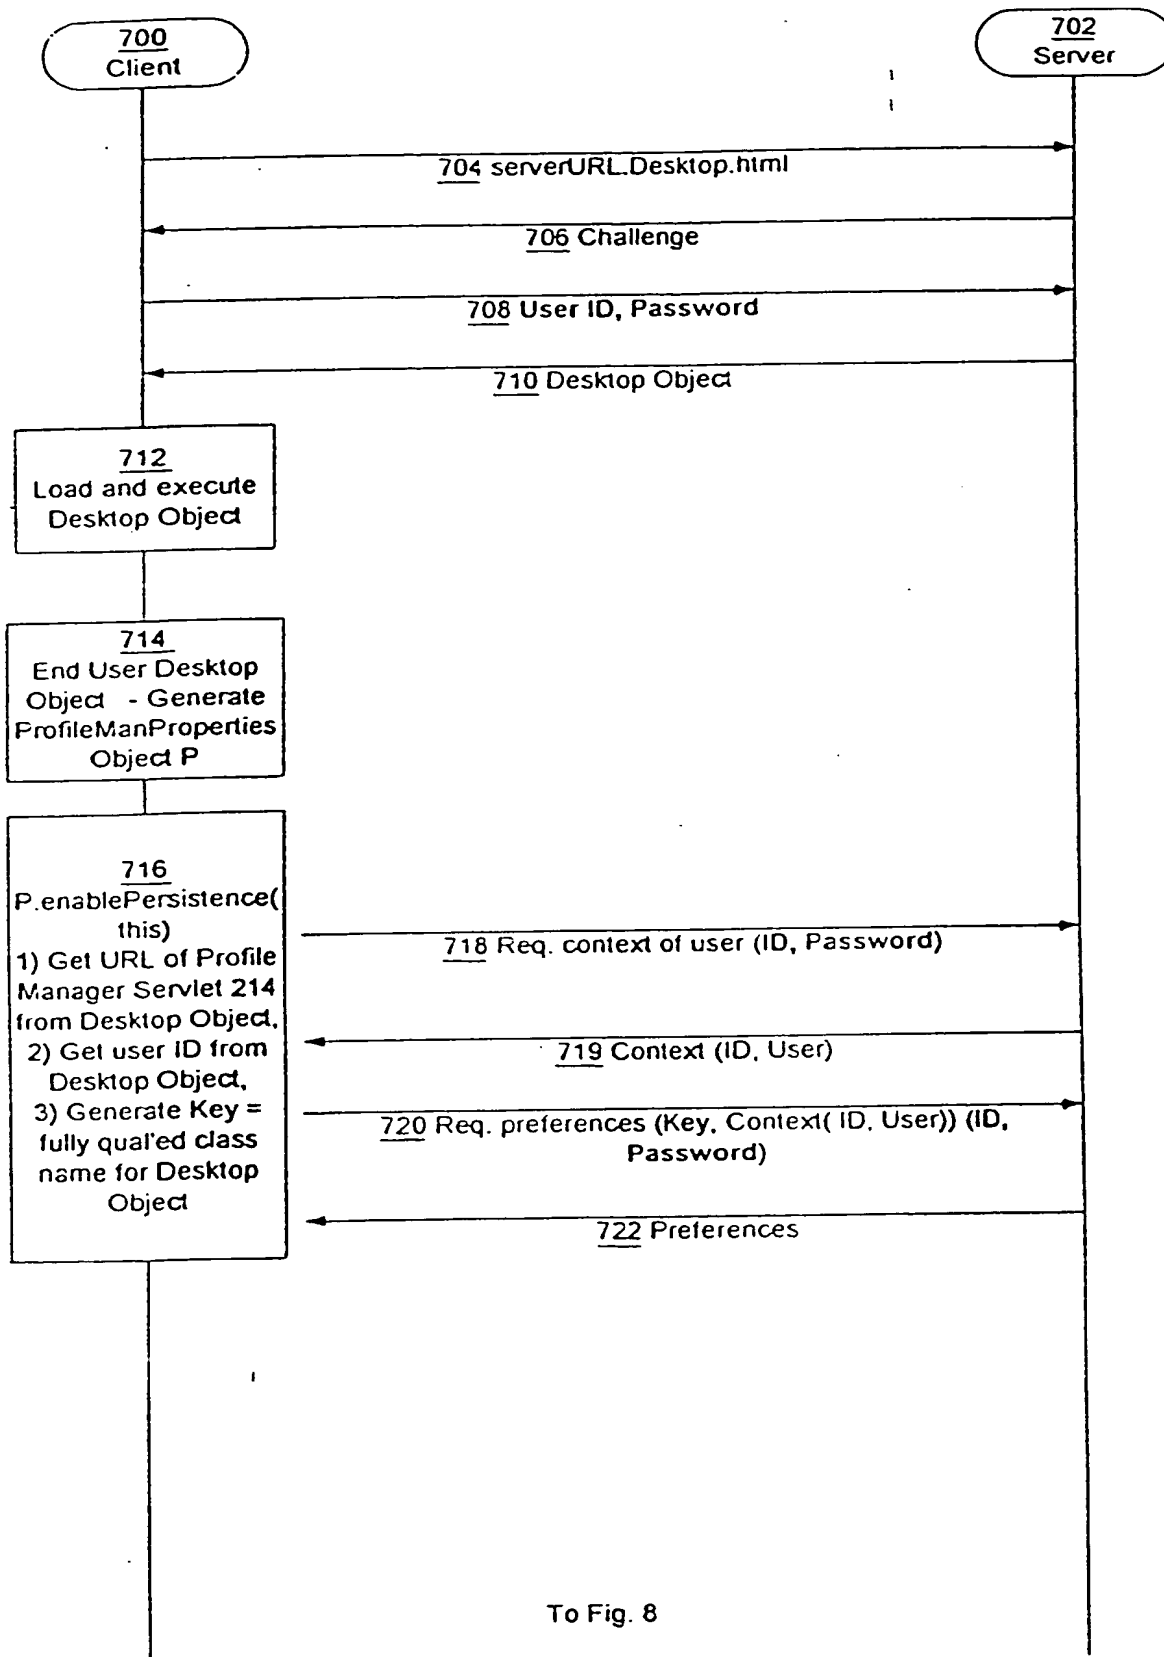 700
Client
702
Server
704 serverURL.Desktop.html
706 Challenge
708 User ID, Password
710 Desktop Object
712
Load and execute
Desktop Object
714
End User Desktop
Object - Generate
ProfileManProperties
Object P
716
P.enablePersistence(
this)
1) Get URL of Profile
Manager Servlet 214
from Desktop Object,
2) Get user ID from
Desktop Object,
3) Generate Key =
fully qual'ed class
name for Desktop
Object
718 Req. context of user (ID, Password)
719 Context (ID, User)
720 Req. preferences (Key, Context( ID, User)) (ID,
Password)
722 Preferences
To Fig. 8